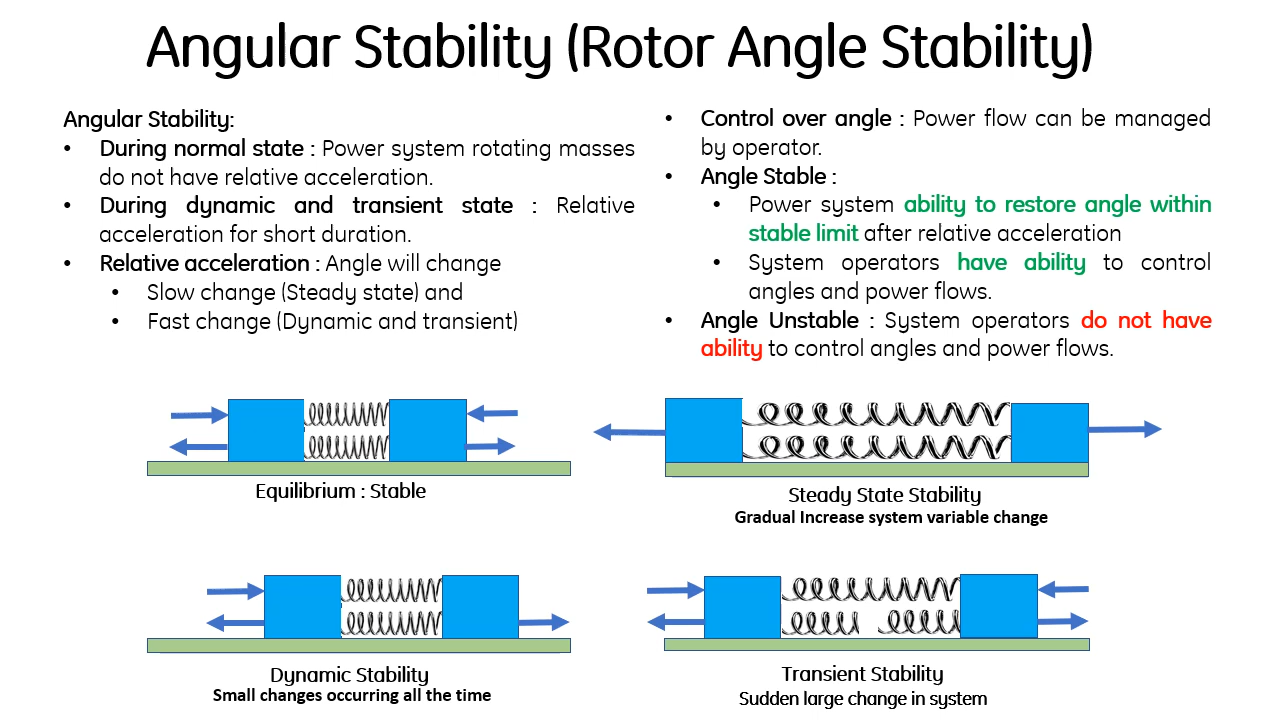 Angular Stability (Rotor Angle Stability)
Angular Stability:
• During normal state : Power system rotating masses
do not have relative acceleration.
• During dynamic and transient state : Relative
acceleration for short duration.
• Relative acceleration : Angle will change
• Slow change (Steady state) and
• Fast change (Dynamic and transient)
• Control over angle : Power flow can be managed
by operator.
• Angle Stable :
• Power system ability to restore angle within
stable limit after relative acceleration
• System operators have ability to control
angles and power flows.
• Angle Unstable : System operators do not have
ability to control angles and power flows.
Equilibrium : Stable
Steady State Stability
Gradual Increase system variable change
Dynamic Stability
Small changes occurring all the time
Transient Stability
Sudden large change in system